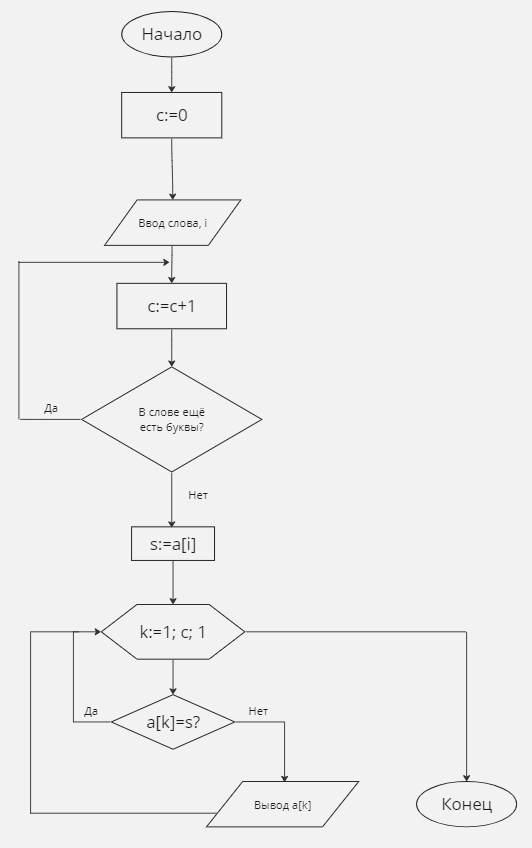 Начало
c:=0
Ввод слова, i
c:=c+1
В слове ещё
есть буквы?
Да
Нет
s:=a[i]
k:=1; c; 1
a[k]=s?
Да
Нет
Вывод a[k]
Конец